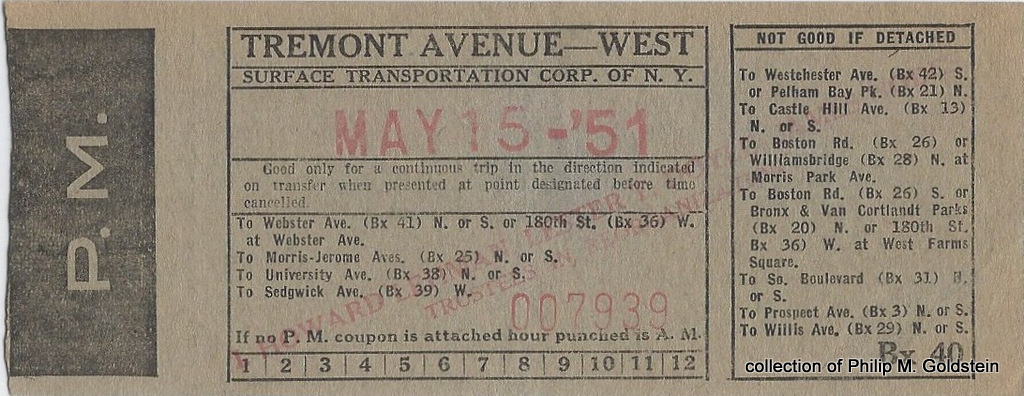 P. M.
TREMONT AVENUE—WEST
SURFACE TRANSPORTATION CORP. OF N. Y.
MAY 15-'51
Good only for a continuous trip in the direction indicated
on transfer when presented at point designated before time
cancelled.
To Webster Ave. (Bx 41) N. or S. or 180th St. (Bx 36) W.
at Webster Ave.
To Morris-Jerome Aves. (Bx 25) N. or S.
To University Ave. (Bx 38) N. or S.
To Sedgwick Ave. (Bx 39) W.
HOWARD
TRUSTEES IN
007939
If no P. M. coupon is attached hour punched is A. M.
1 2 3 4 5 6 7 8 9 10 11 12
NOT GOOD IF DETACHED
To Westchester Ave. (Bx 42) S.
or Pelham Bay Pk. (Bx 21) N.
To Castle Hill Ave. (Bx 13)
N. or S.
To Boston Rd. (Bx 26) or
Williamsbridge (Bx 28) N. at
Morris Park Ave.
To Boston Rd. (Bx 26) S. or
Bronx & Van Cortlandt Parks
(Bx 20) N. or 180th St.
Bx 36) W. at West Farms
Square.
To So. Boulevard (Bx 31) N.
or S.
To Prospect Ave. (Bx 3) N. or S.
To Willis Ave. (Bx 29) N. or S.
Bx 40
collection of Philip M. Goldstein